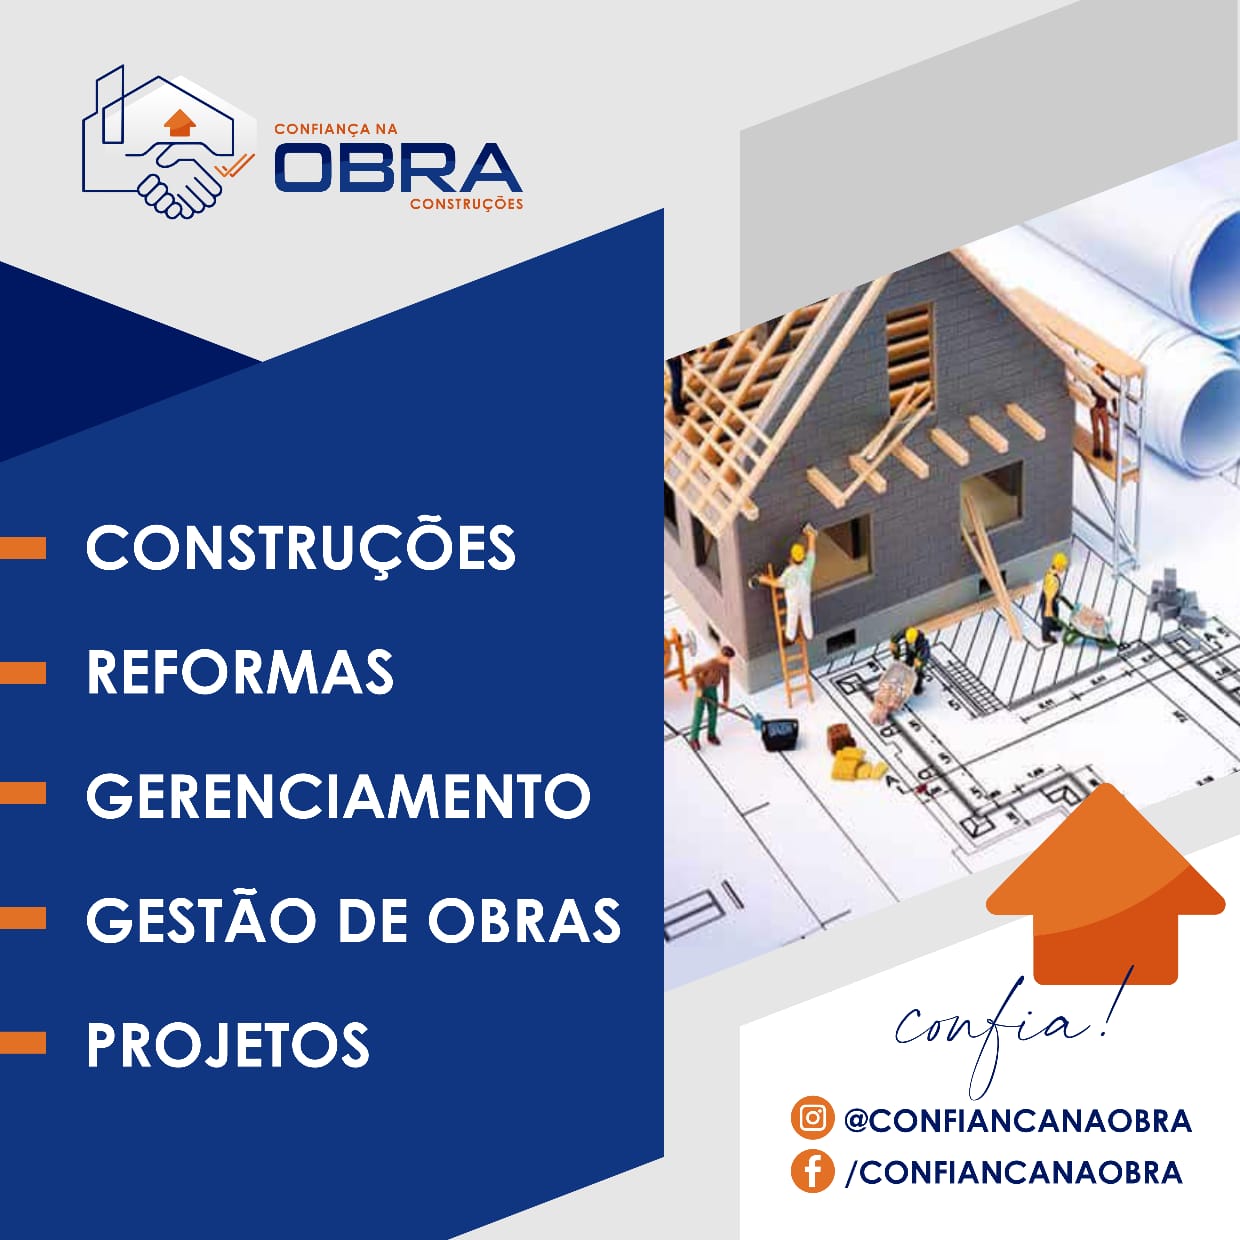 CONFIANÇA NA
OBRA
CONSTRUÇÕES
CONSTRUÇÕES
REFORMAS
GERENCIAMENTO
GESTÃO DE OBRAS
PROJETOS
confia!
@CONFIANCANAOBRA
/CONFIANCANAOBRA